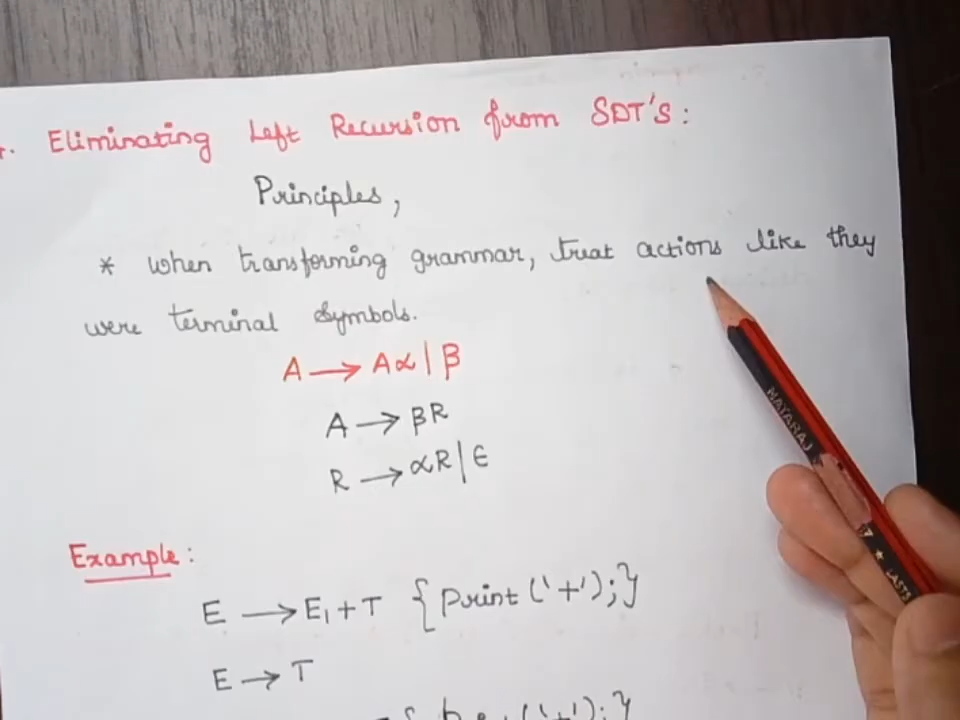 Eliminating Left Recursion from SDT's:
Principles,
* when transforming grammar, treat actions like they
were terminal symbols.
A → Aα | β
A → βR
R → αR | ϵ
Example:
E → E₁ + T {print('+');}
E → T
('+');}
NATARAJ